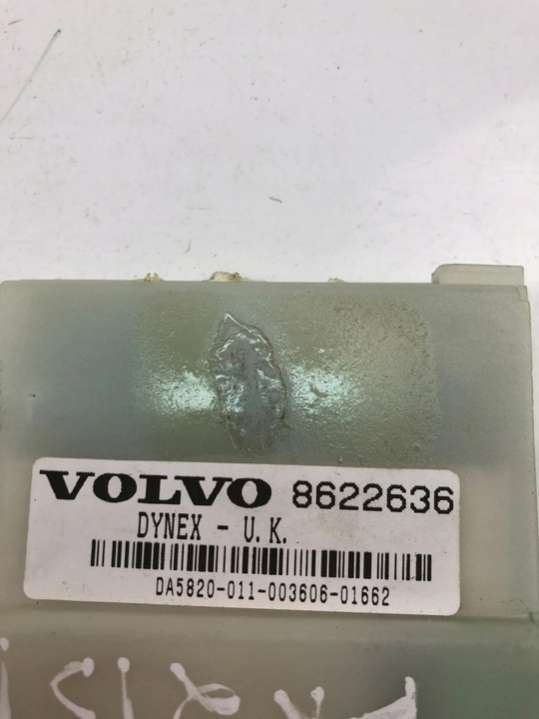 VOLVO 8622636
DYNEX - U.K.
DA5820-011-003606-01662